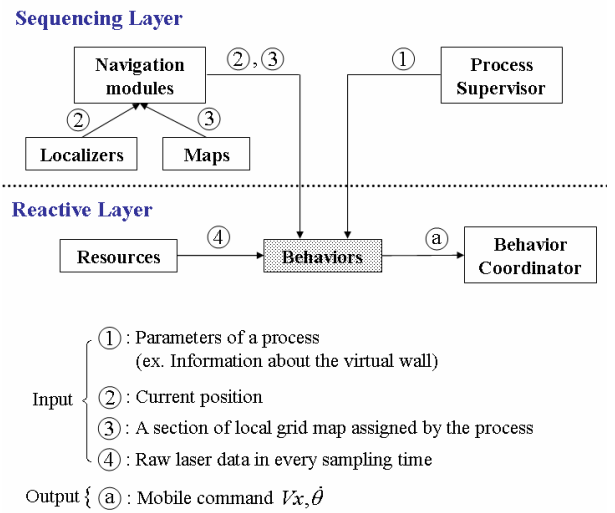 Sequencing Layer
Navigation
modules
②,③
①
Process
Supervisor
②
③
Localizers
Maps
Reactive Layer
Resources
④
Behaviors
ⓐ
Behavior
Coordinator
Input
① : Parameters of a process
(ex. Information about the virtual wall)
② : Current position
③ : A section of local grid map assigned by the process
④ : Raw laser data in every sampling time
Output { ⓐ : Mobile command Vx, θ̇